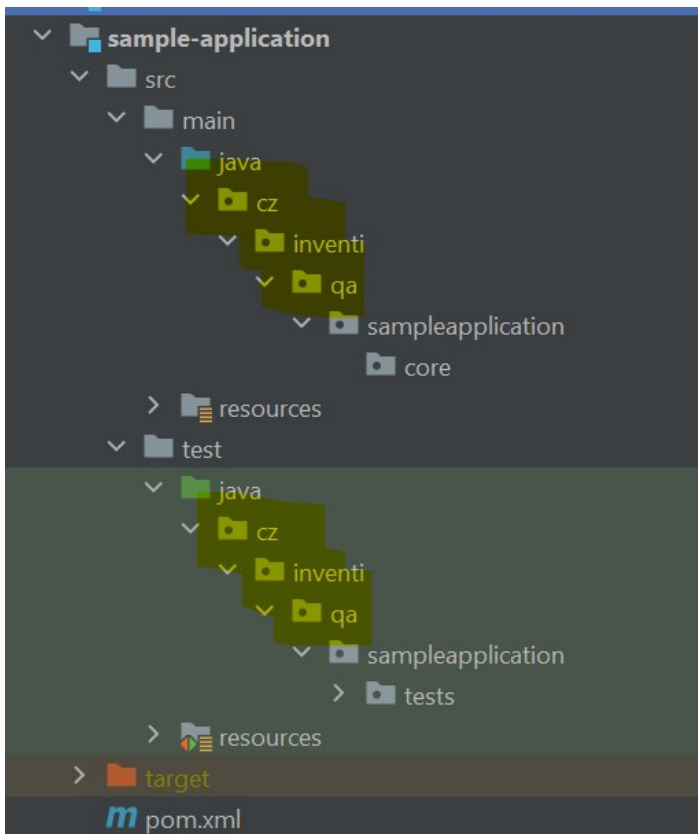 sample-application
src
main
java
cz
inventi
qa
sampleapplication
core
resources
test
java
cz
inventi
qa
sampleapplication
tests
resources
target
m pom.xml